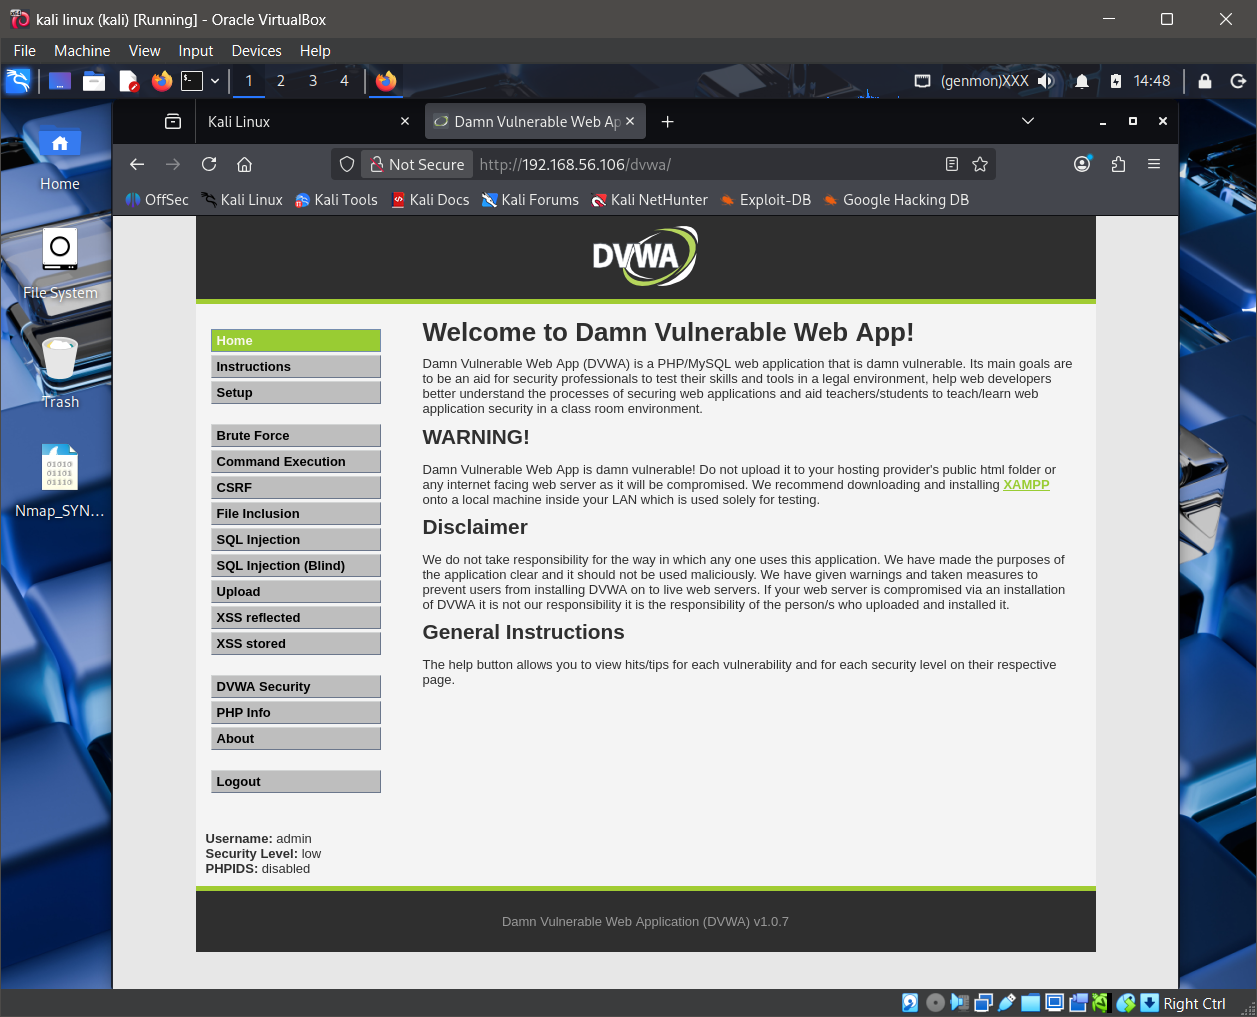 kali linux (kali) [Running] - Oracle VirtualBox
File Machine View Input Devices Help
1 2 3 4 (genmon)XXX 14:48
Kali Linux
Damn Vulnerable Web Ap
Not Secure http://192.168.56.106/dvwa/
OffSec Kali Linux Kali Tools Kali Docs Kali Forums Kali NetHunter Exploit-DB Google Hacking DB
Home
File System
Trash
01010
01101
01110
Nmap_SYN...
DVWA
Home
Instructions
Setup
Brute Force
Command Execution
CSRF
File Inclusion
SQL Injection
SQL Injection (Blind)
Upload
XSS reflected
XSS stored
DVWA Security
PHP Info
About
Logout
Welcome to Damn Vulnerable Web App!
Damn Vulnerable Web App (DVWA) is a PHP/MySQL web application that is damn vulnerable. Its main goals are
to be an aid for security professionals to test their skills and tools in a legal environment, help web developers
better understand the processes of securing web applications and aid teachers/students to teach/learn web
application security in a class room environment.
WARNING!
Damn Vulnerable Web App is damn vulnerable! Do not upload it to your hosting provider's public html folder or
any internet facing web server as it will be compromised. We recommend downloading and installing XAMPP
onto a local machine inside your LAN which is used solely for testing.
Disclaimer
We do not take responsibility for the way in which any one uses this application. We have made the purposes of
the application clear and it should not be used maliciously. We have given warnings and taken measures to
prevent users from installing DVWA on to live web servers. If your web server is compromised via an installation
of DVWA it is not our responsibility it is the responsibility of the person/s who uploaded and installed it.
General Instructions
The help button allows you to view hits/tips for each vulnerability and for each security level on their respective
page.
Username: admin
Security Level: low
PHPIDS: disabled
Damn Vulnerable Web Application (DVWA) v1.0.7
Right Ctrl